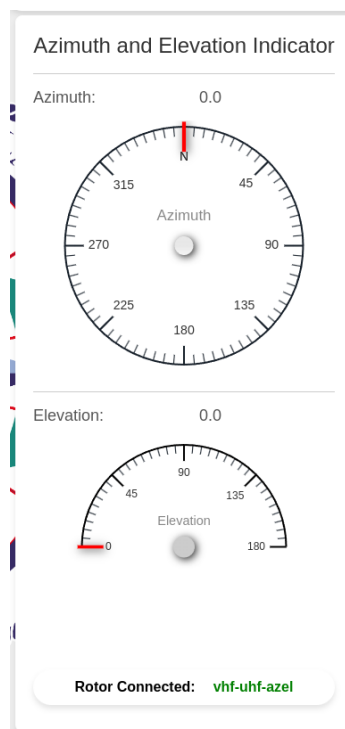 Azimuth and Elevation Indicator
Azimuth: 0.0
N
315 45
Azimuth
270 90
225 135
180
Elevation: 0.0
90
45 135
Elevation
0 180
Rotor Connected: vhf-uhf-azel